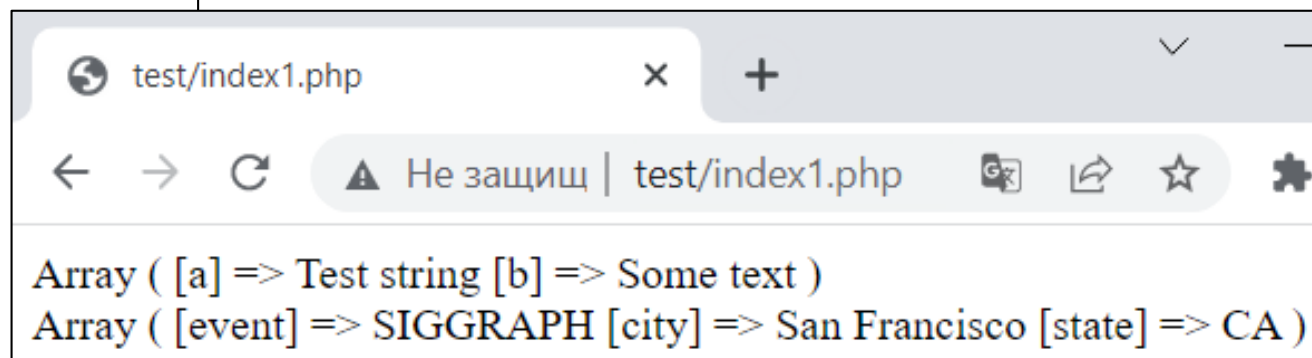 test/index1.php
Не защищ | test/index1.php
Array ( [a] => Test string [b] => Some text )
Array ( [event] => SIGGRAPH [city] => San Francisco [state] => CA )